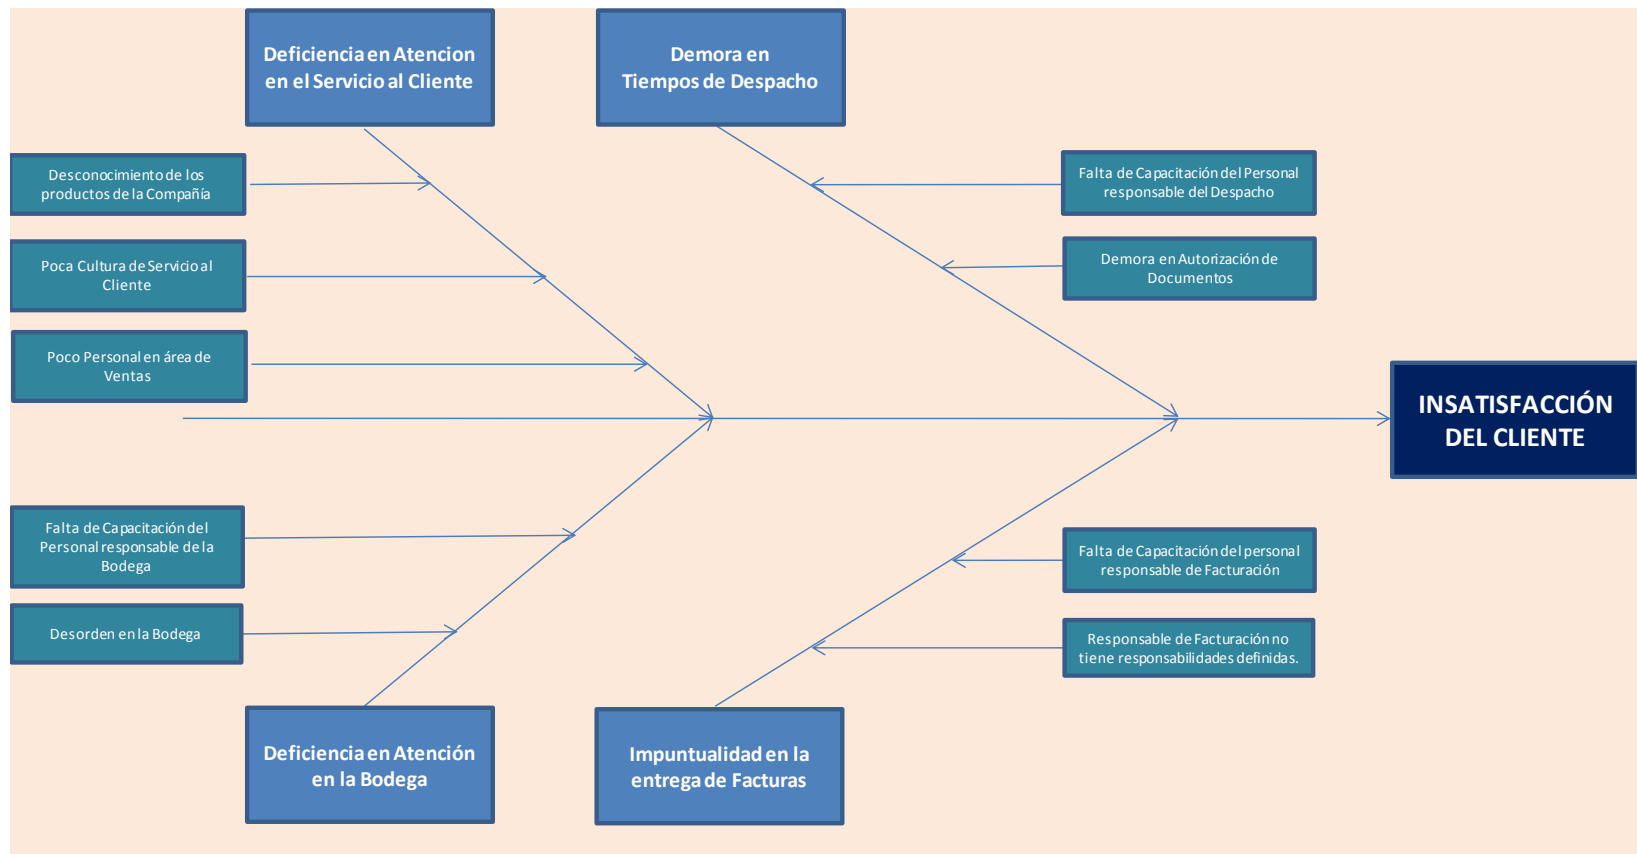 Deficiencia en Atencion
en el Servicio al Cliente
Demora en
Tiempos de Despacho
Desconocimiento de los
productos de la Compañía
Poca Cultura de Servicio al
Cliente
Poco Personal en área de
Ventas
Falta de Capacitación del Personal
responsable del Despacho
Demora en Autorización de
Documentos
INSATISFACCIÓN
DEL CLIENTE
Falta de Capacitación del
Personal responsable de la
Bodega
Desorden en la Bodega
Falta de Capacitación del personal
responsable de Facturación
Responsable de Facturación no
tiene responsabilidades definidas.
Deficiencia en Atención
en la Bodega
Impuntualidad en la
entrega de Facturas